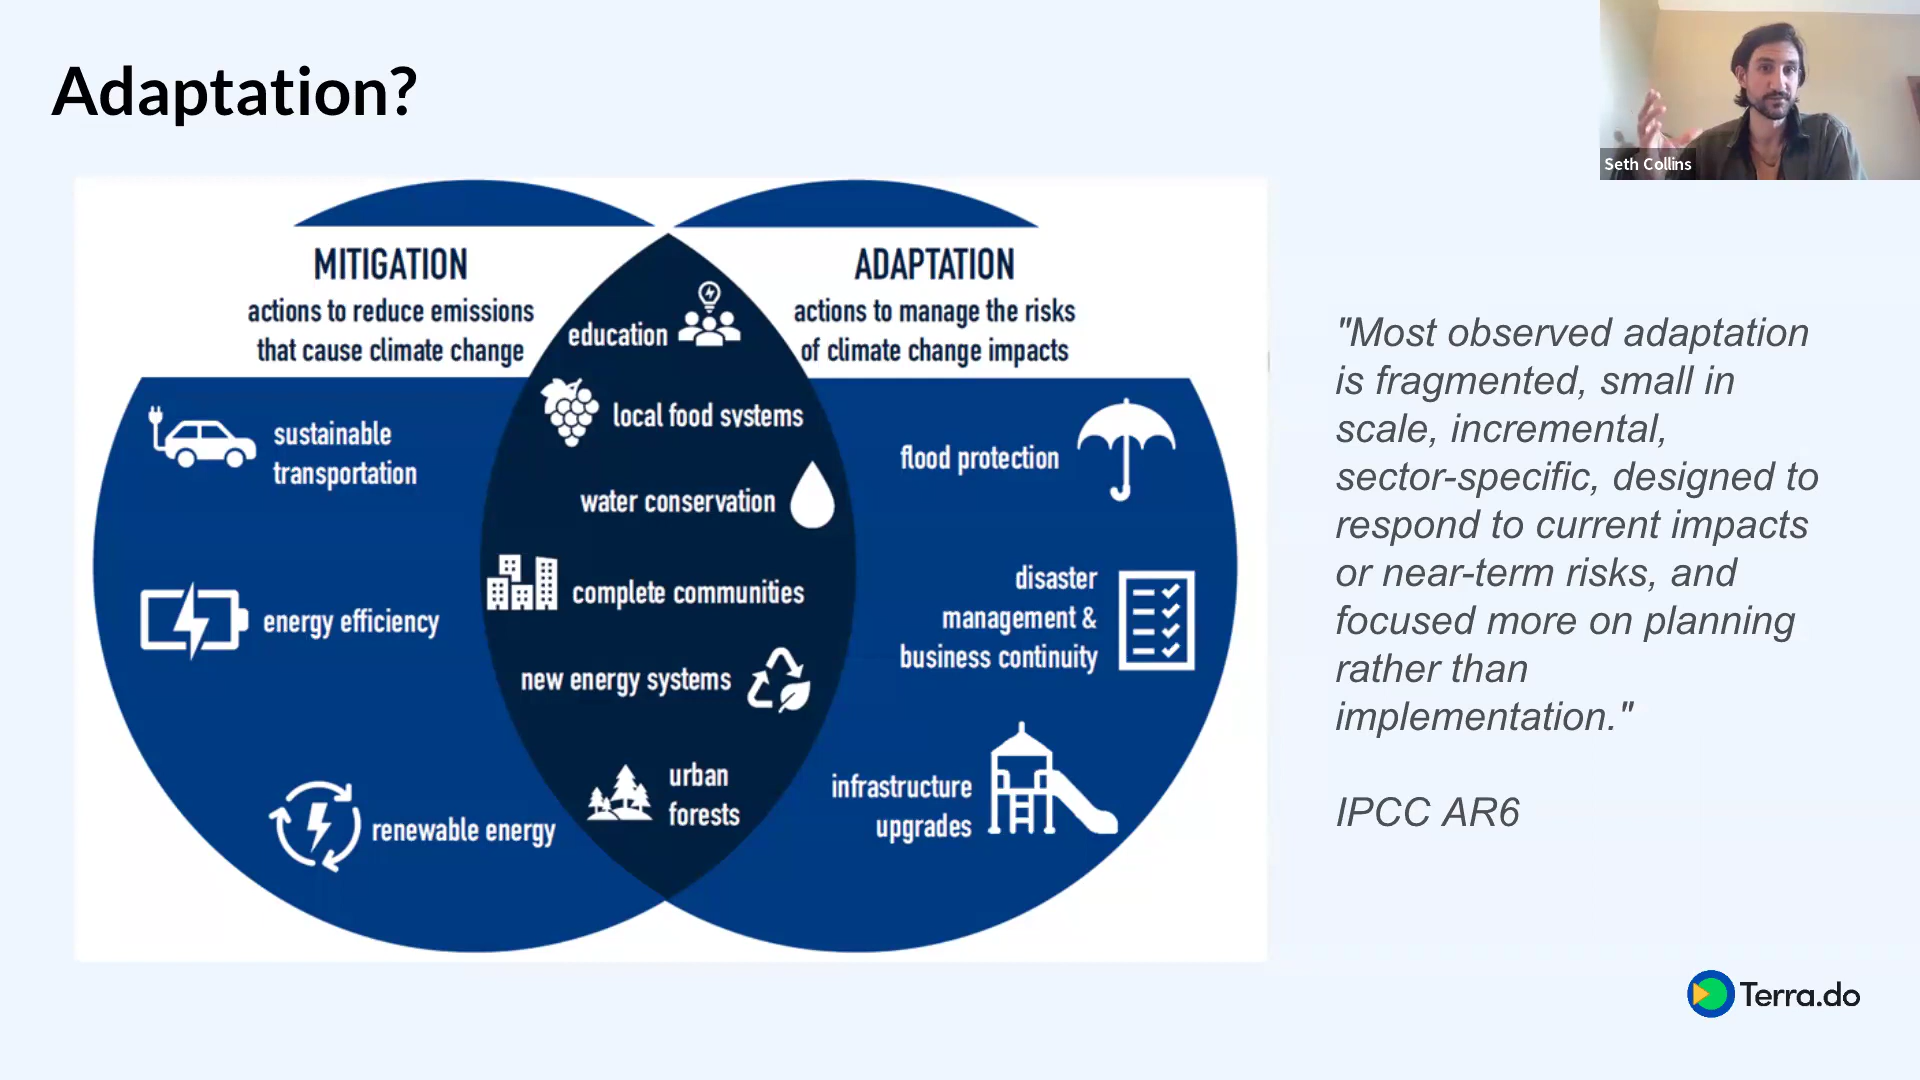 Adaptation?
Seth Collins
MITIGATION
actions to reduce emissions
that cause climate change
sustainable
transportation
energy efficiency
renewable energy
education
local food systems
water conservation
complete communities
new energy systems
urban
forests
ADAPTATION
actions to manage the risks
of climate change impacts
flood protection
disaster
management &
business continuity
infrastructure
upgrades
"Most observed adaptation
is fragmented, small in
scale, incremental,
sector-specific, designed to
respond to current impacts
or near-term risks, and
focused more on planning
rather than
implementation."
IPCC AR6
Terra.do